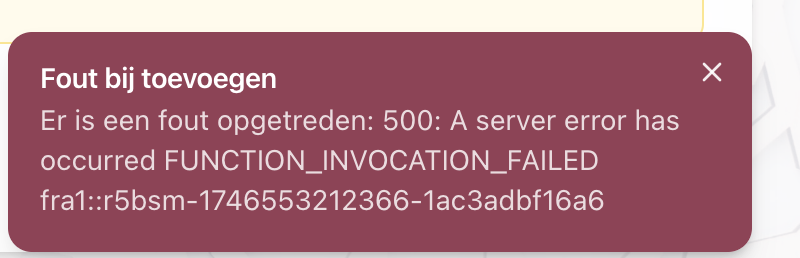 Fout bij toevoegen
Er is een fout opgetreden: 500: A server error has
occurred FUNCTION_INVOCATION_FAILED
fra1::r5bsm-1746553212366-1ac3adbf16a6